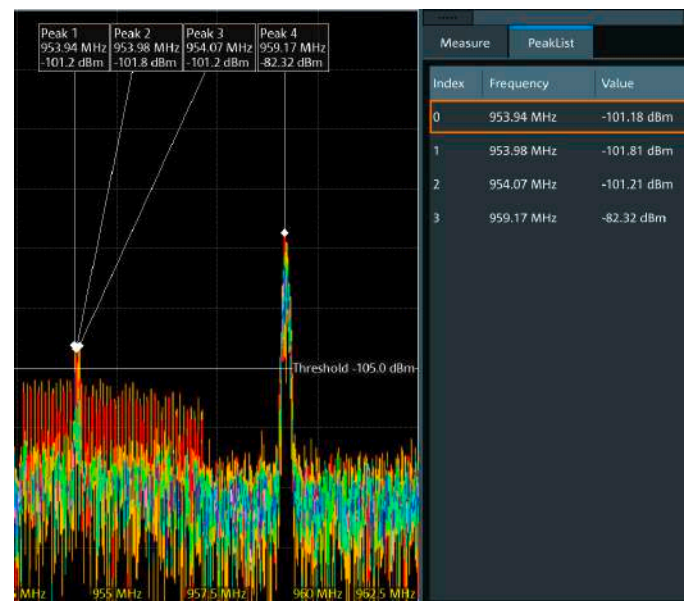 Peak 1
953.94 MHz
-101.2 dBm
Peak 2
953.98 MHz
-101.8 dBm
Peak 3
954.07 MHz
-101.2 dBm
Peak 4
959.17 MHz
-82.32 dBm
Threshold -105.0 dBm
MHz
955 MHz
957.5 MHz
960 MHz
962.5 MHz
Measure PeakList
Index Frequency Value
0 953.94 MHz -101.18 dBm
1 953.98 MHz -101.81 dBm
2 954.07 MHz -101.21 dBm
3 959.17 MHz -82.32 dBm